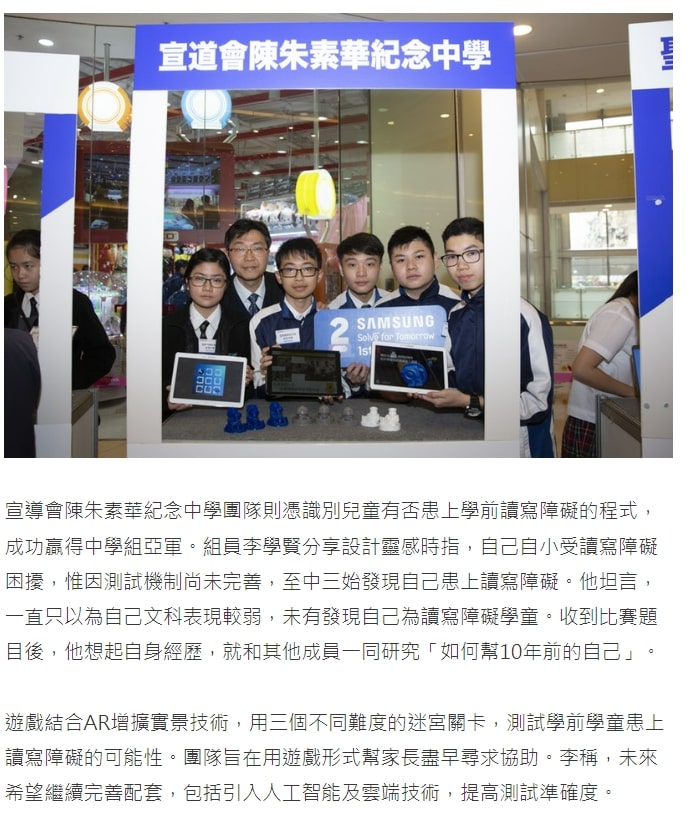 宣道會陳朱素華紀念中學
2
SAMSUNG
Solve for Tomorrow
1st
宣導會陳朱素華紀念中學團隊則憑識別兒童有否患上學前讀寫障礙的程式，
成功贏得中學組亞軍。組員李學賢分享設計靈感時指，自己自小受讀寫障礙
困擾，惟因測試機制尚未完善，至中三始發現自己患上讀寫障礙。他坦言，
一直只以為自己文科表現較弱，未有發現自己為讀寫障礙學童。收到比賽題
目後，他想起自身經歷，就和其他成員一同研究「如何幫10年前的自己」。
遊戲結合AR增擴實景技術，用三個不同難度的迷宮關卡，測試學前學童患上
讀寫障礙的可能性。團隊旨在用遊戲形式幫家長盡早尋求協助。李稱，未來
希望繼續完善配套，包括引入人工智能及雲端技術，提高測試準確度。